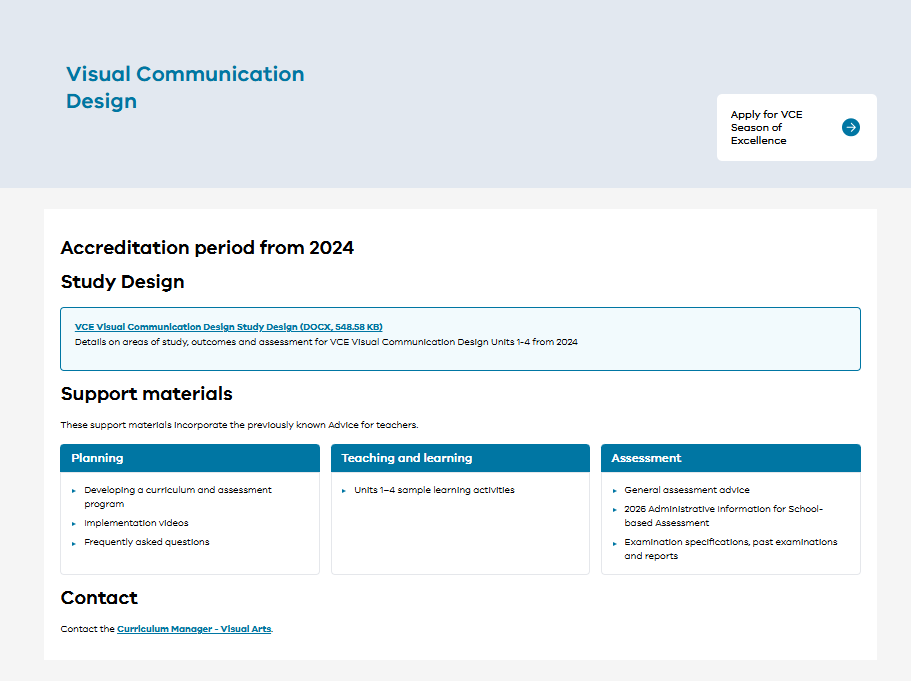 Visual Communication
Design
Apply for VCE
Season of
Excellence
Accreditation period from 2024
Study Design
VCE Visual Communication Design Study Design (DOCX, 548.58 KB)
Details on areas of study, outcomes and assessment for VCE Visual Communication Design Units 1-4 from 2024
Support materials
These support materials incorporate the previously known Advice for teachers.
Planning
Developing a curriculum and assessment
program
Implementation videos
Frequently asked questions
Teaching and learning
Units 1–4 sample learning activities
Assessment
General assessment advice
2026 Administrative information for School-
based Assessment
Examination specifications, past examinations
and reports
Contact
Contact the Curriculum Manager - Visual Arts.